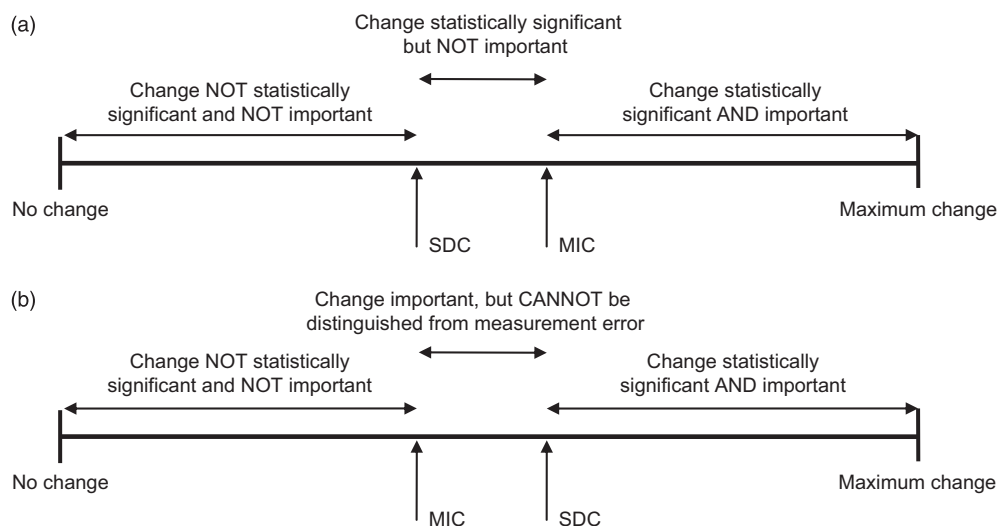 (a)
Change statistically significant
but NOT important
Change NOT statistically
significant and NOT important
Change statistically
significant AND important
No change
Maximum change
SDC
MIC
(b)
Change important, but CANNOT be
distinguished from measurement error
Change NOT statistically
significant and NOT important
Change statistically
significant AND important
No change
Maximum change
MIC
SDC